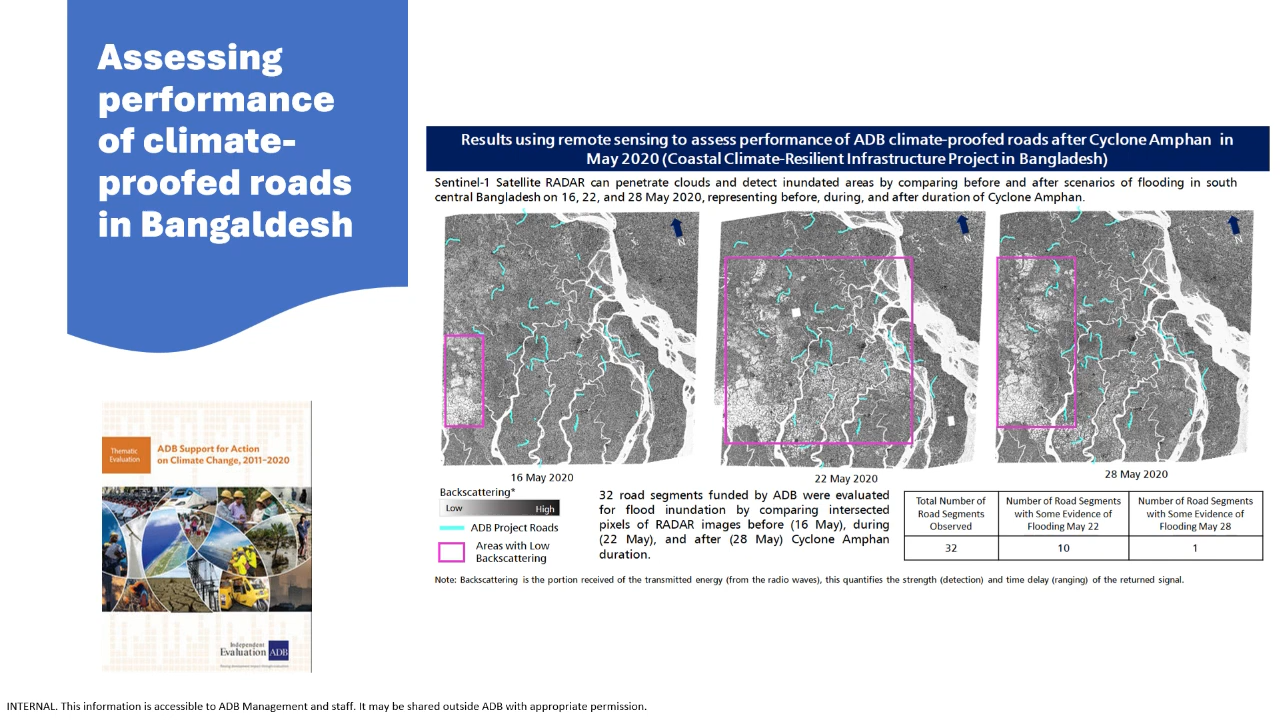 Assessing
performance
of climate-
proofed roads
in Bangaldesh
Results using remote sensing to assess performance of ADB climate-proofed roads after Cyclone Amphan in
May 2020 (Coastal Climate-Resilient Infrastructure Project in Bangladesh)
Sentinel-1 Satellite RADAR can penetrate clouds and detect inundated areas by comparing before and after scenarios of flooding in south
central Bangladesh on 16, 22, and 28 May 2020, representing before, during, and after duration of Cyclone Amphan.
N
N
N
16 May 2020
22 May 2020
28 May 2020
Backscattering*
Low High
ADB Project Roads
Areas with Low
Backscattering
32 road segments funded by ADB were evaluated
for flood inundation by comparing intersected
pixels of RADAR images before (16 May), during
(22 May), and after (28 May) Cyclone Amphan
duration.
Total Number of
Road Segments
Observed
Number of Road Segments
with Some Evidence of
Flooding May 22
Number of Road Segments
with Some Evidence of
Flooding May 28
32
10
1
Note: Backscattering is the portion received of the transmitted energy (from the radio waves), this quantifies the strength (detection) and time delay (ranging) of the returned signal.
Thematic
Evaluation
ADB Support for Action
on Climate Change, 2011–2020
Independent
Evaluation ADB
INTERNAL. This information is accessible to ADB Management and staff. It may be shared outside ADB with appropriate permission.